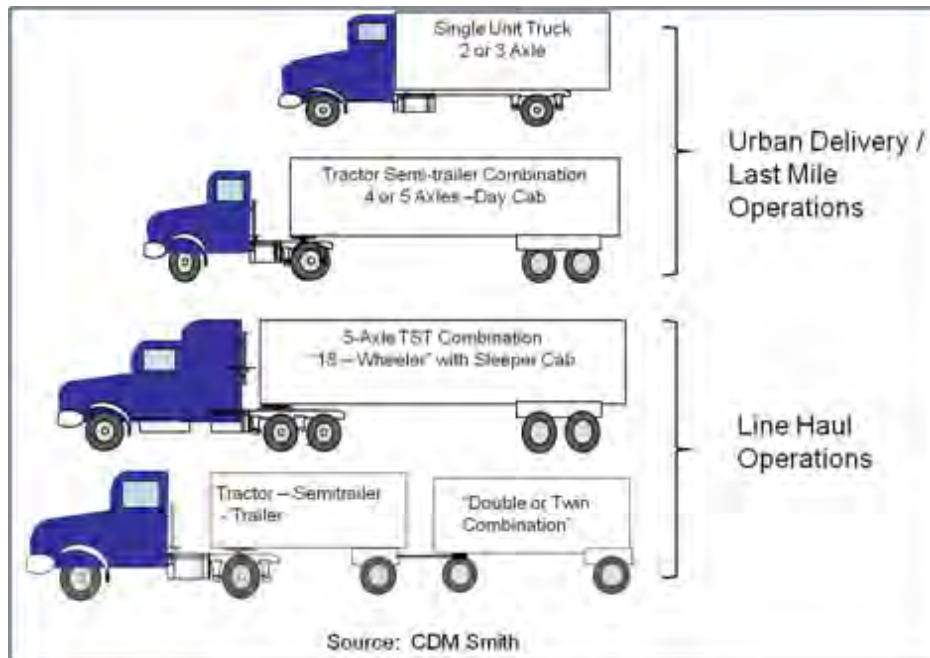 Single Unit Truck
2 or 3 Axle
Urban Delivery /
Last Mile
Operations
Tractor Semi-trailer Combination
4 or 5 Axles –Day Cab
5-Axle TST Combination
“18 – Wheeler” with Sleeper Cab
Line Haul
Operations
Tractor – Semitrailer
- Trailer
“Double or Twin
Combination”
Source: CDM Smith